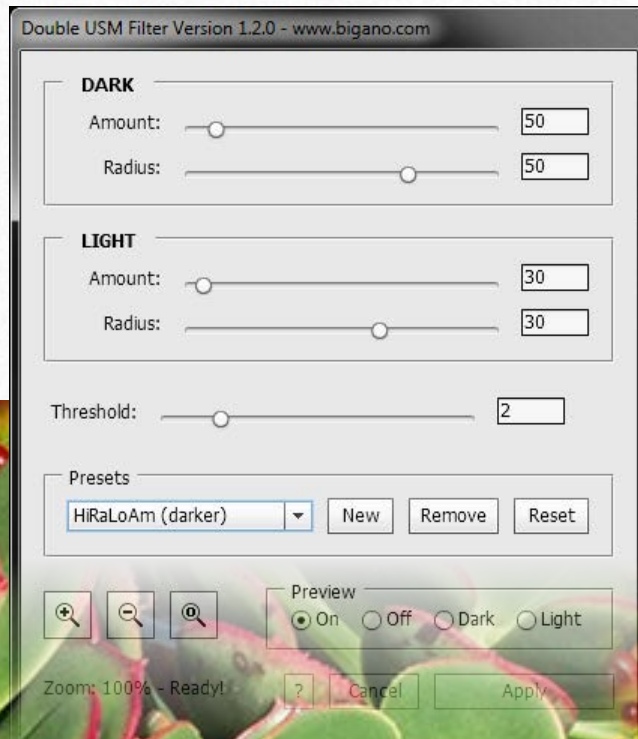 Double USM Filter Version 1.2.0 - www.bigano.com
DARK
Amount: 50
Radius: 50
LIGHT
Amount: 30
Radius: 30
Threshold: 2
Presets
HiRaLoAm (darker) New Remove Reset
Preview
On Off Dark Light
Zoom: 100% - Ready! ? Cancel Apply